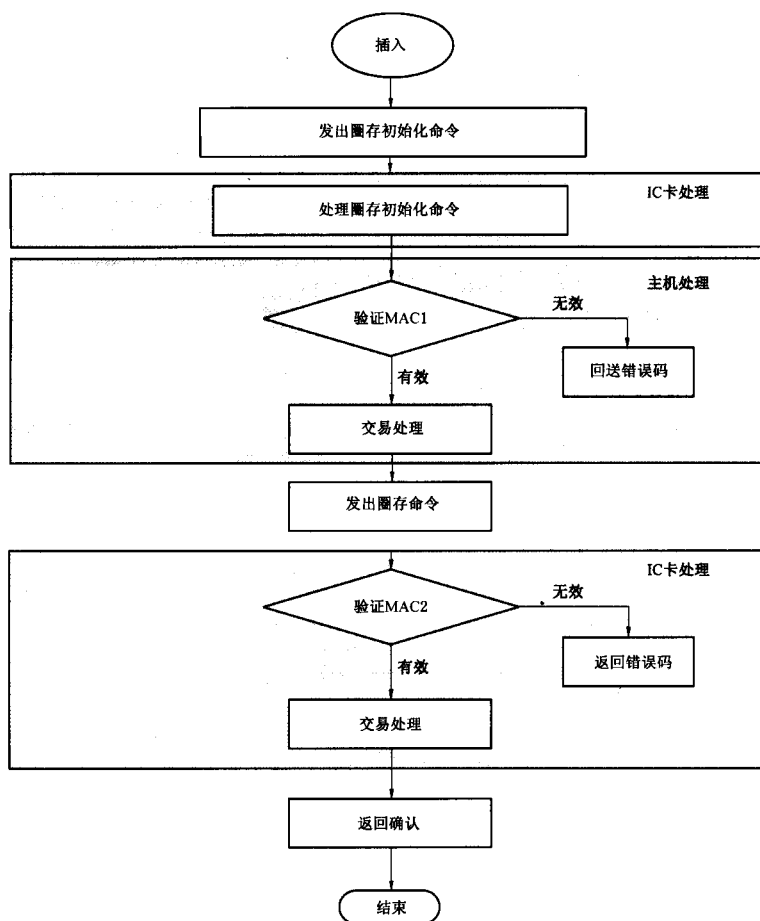 插入
发出圈存初始化命令
IC卡处理
处理圈存初始化命令
主机处理
验证MAC1
无效
回送错误码
有效
交易处理
发出圈存命令
IC卡处理
验证MAC2
无效
返回错误码
有效
交易处理
返回确认
结束